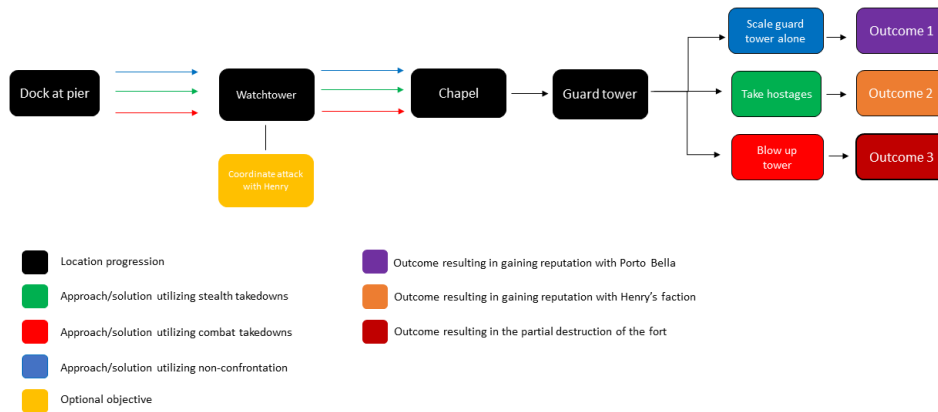 Scale guard
tower alone
Outcome 1
Dock at pier
Watchtower
Chapel
Guard tower
Take hostages
Outcome 2
Blow up
tower
Outcome 3
Coordinate attack
with Henry
Location progression
Approach/solution utilizing stealth takedowns
Approach/solution utilizing combat takedowns
Approach/solution utilizing non-confrontation
Optional objective
Outcome resulting in gaining reputation with Porto Bella
Outcome resulting in gaining reputation with Henry's faction
Outcome resulting in the partial destruction of the fort